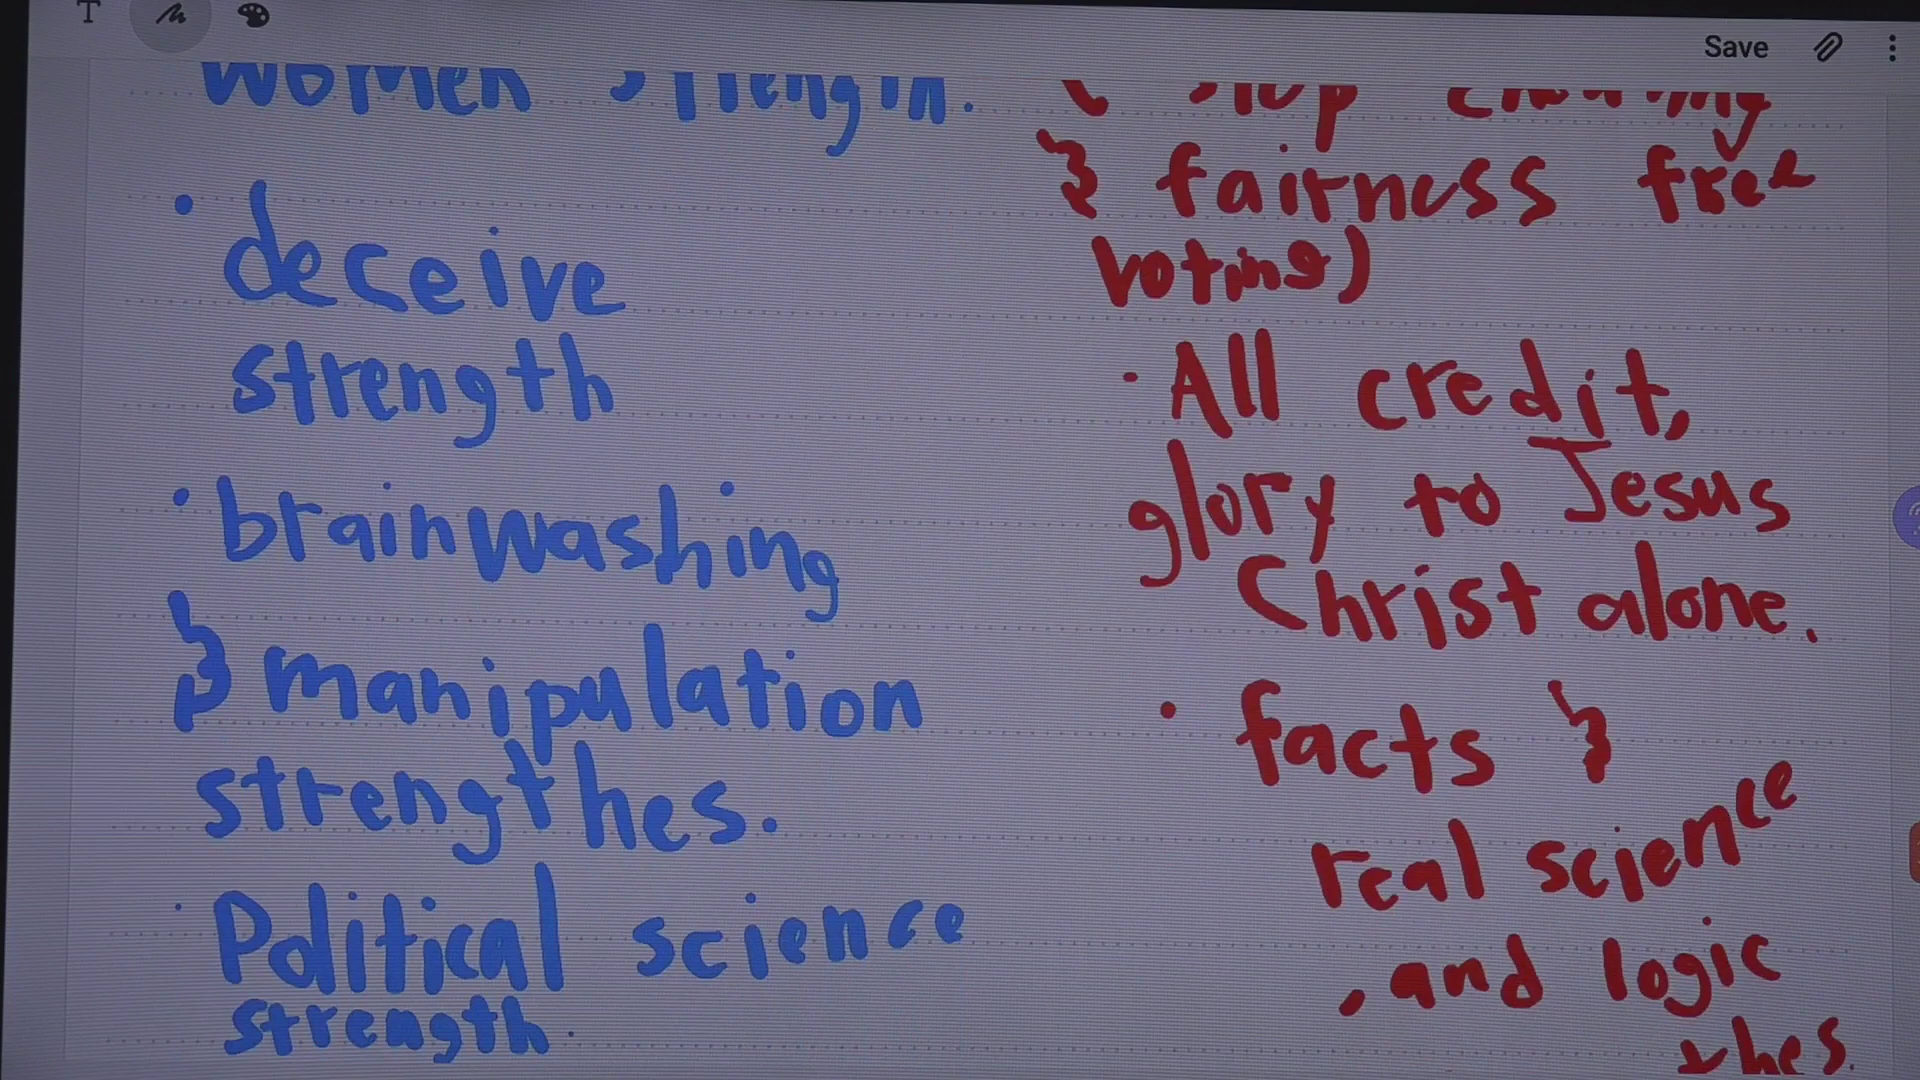 T
Save
women strength.
• deceive
strength
• brainwashing
& manipulation
strengthes.
• Political science
strength.
stop
& fairness free
voting)
• All credit,
glory to Jesus
Christ alone.
• facts &
real science
, and logic